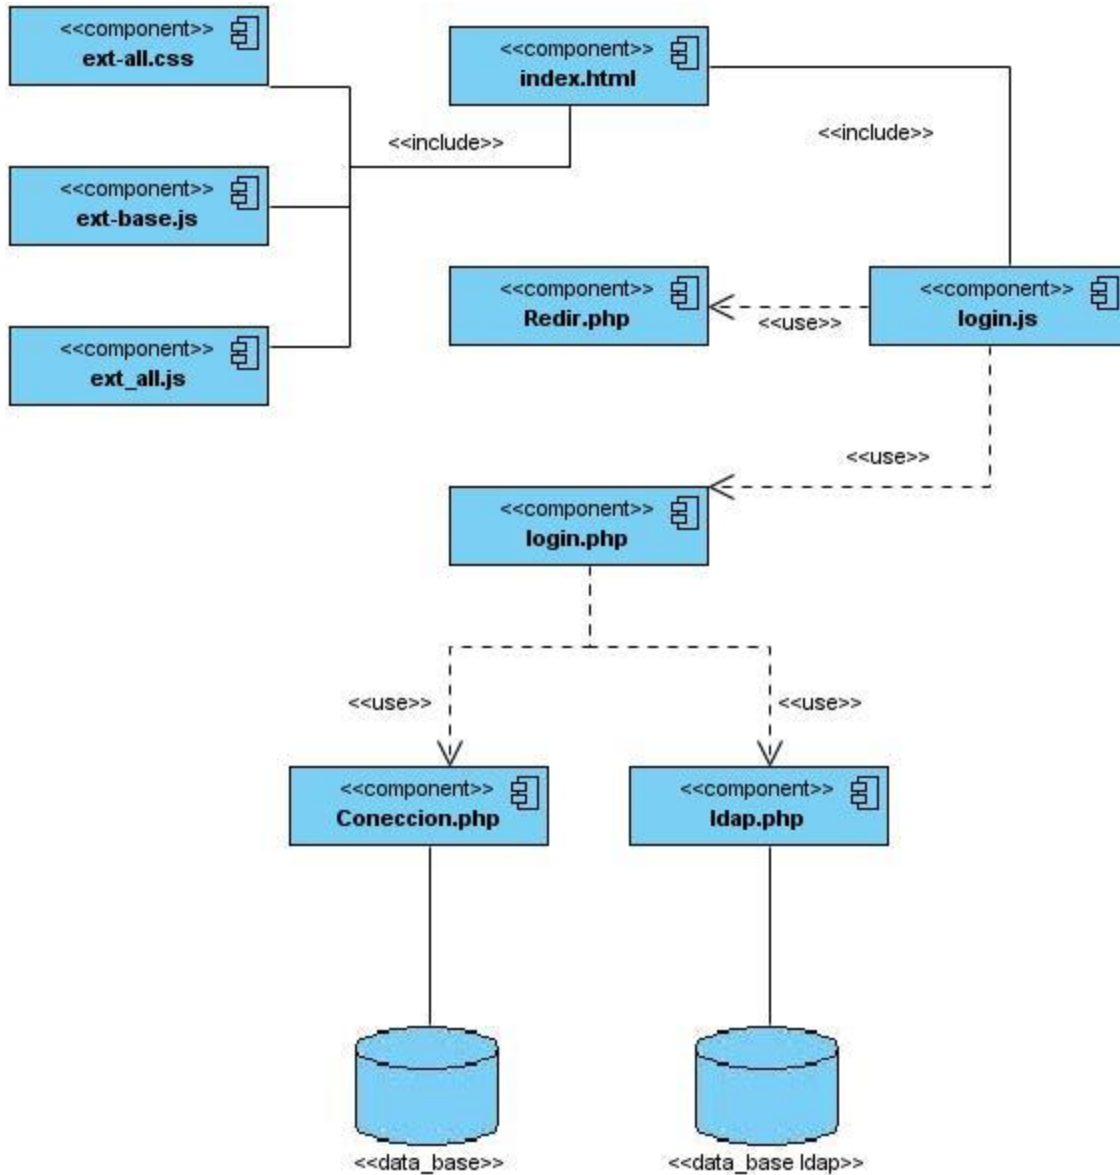 <<component>>
ext-all.css
<<component>>
index.html
<<include>>
<<include>>
<<component>>
ext-base.js
<<component>>
Redir.php
<<use>>
<<component>>
login.js
<<component>>
ext_all.js
<<use>>
<<component>>
login.php
<<use>>
<<use>>
<<component>>
Coneccion.php
<<component>>
ldap.php
<<data_base>>
<<data_base ldap>>